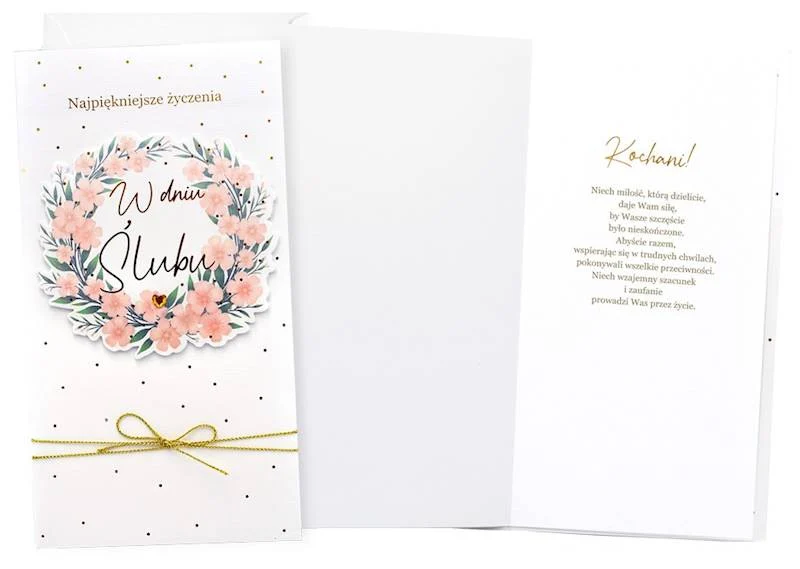 Najpiękniejsze życzenia
W dniu
Ślubu
Kochani!
Niech miłość, którą dzielicie,
daje Wam siłę,
by Wasze szczęście
było nieskończone.
Abyście razem,
wspierając się w trudnych chwilach,
pokonywali wszelkie przeciwności.
Niech wzajemny szacunek
i zaufanie
prowadzi Was przez życie.